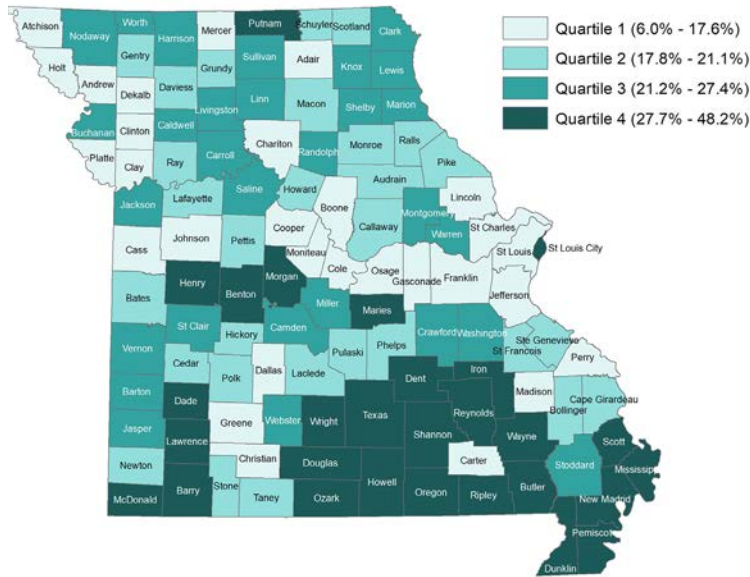 Atchison
Nodaway
Worth
Harrison
Mercer
Putnam
Schuyler
Scotland
Clark
Quartile 1 (6.0% - 17.6%)
Quartile 2 (17.8% - 21.1%)
Quartile 3 (21.2% - 27.4%)
Quartile 4 (27.7% - 48.2%)
Holt
Gentry
Sullivan
Adair
Knox
Lewis
Andrew
Dekalb
Daviess
Grundy
Linn
Macon
Shelby
Marion
Buchanan
Clinton
Caldwell
Livingston
Chariton
Randolph
Monroe
Ralls
Platte
Clay
Ray
Carroll
Pike
Jackson
Lafayette
Saline
Howard
Boone
Audrain
Callaway
Montgomery
Lincoln
Warren
St Charles
St Louis
St Louis City
Cass
Johnson
Pettis
Cooper
Moniteau
Cole
Osage
Gasconade
Franklin
Jefferson
Bates
Henry
Benton
Morgan
Miller
Maries
Vernon
St Clair
Hickory
Camden
Pulaski
Phelps
Crawford
Washington
St Francois
Ste Genevieve
Perry
Barton
Cedar
Polk
Dallas
Laclede
Dent
Iron
Madison
Bollinger
Cape Girardeau
Jasper
Dade
Greene
Webster
Wright
Texas
Shannon
Reynolds
Wayne
Scott
Lawrence
Christian
Douglas
Carter
Stoddard
Mississippi
Newton
McDonald
Barry
Stone
Taney
Ozark
Howell
Oregon
Ripley
Butler
New Madrid
Pemiscot
Dunklin